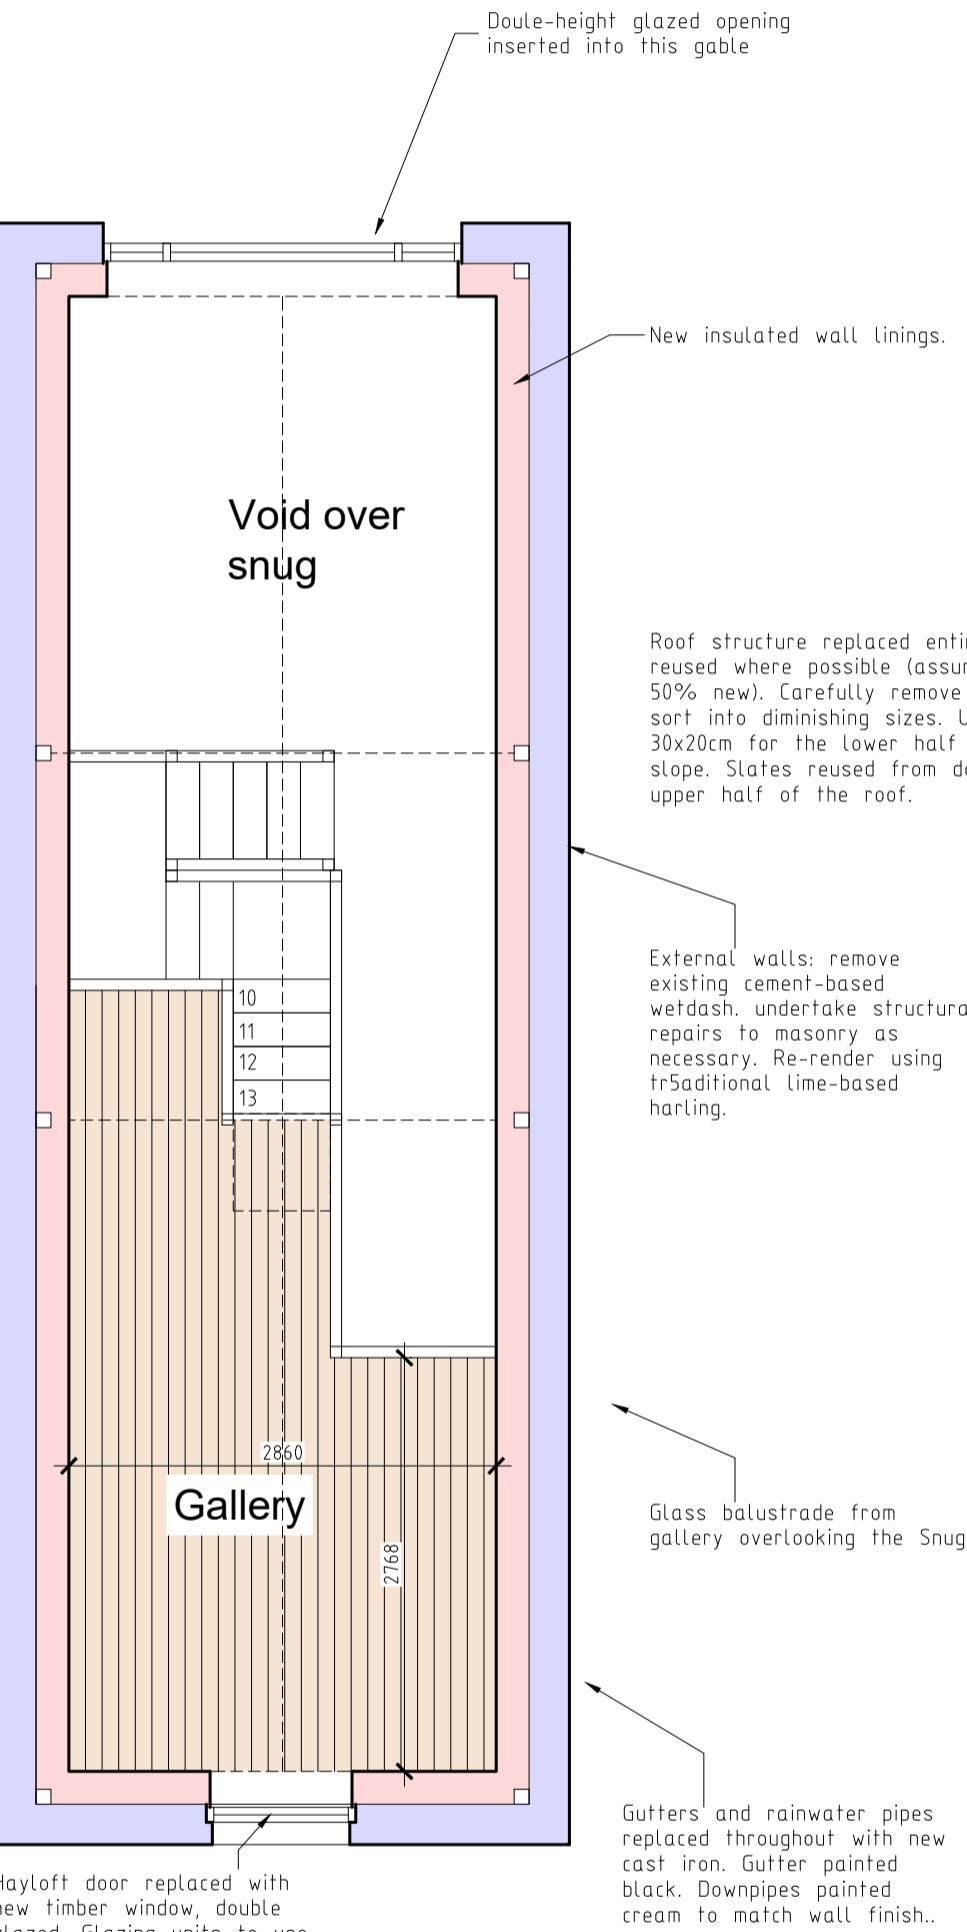 Doule-height glazed opening
inserted into this gable
New insulated wall linings.
Void over
snug
Roof structure replaced
reused where possible
50% new). Carefully remove
sort into diminishing sizes.
30x20cm for the lower half
slope. Slates reused from
upper half of the roof.
External walls: remove
existing cement-based
wetdash. undertake
repairs to masonry as
necessary. Re-render using
tr5aditional lime-based
harling.
10
11
12
13
2860
Gallery
2768
Glass balustrade from
gallery overlooking the Snug
Gutters and rainwater pipes
replaced throughout with new
cast iron. Gutter painted
black. Downpipes painted
cream to match wall finish..
door replaced with
timber window, double